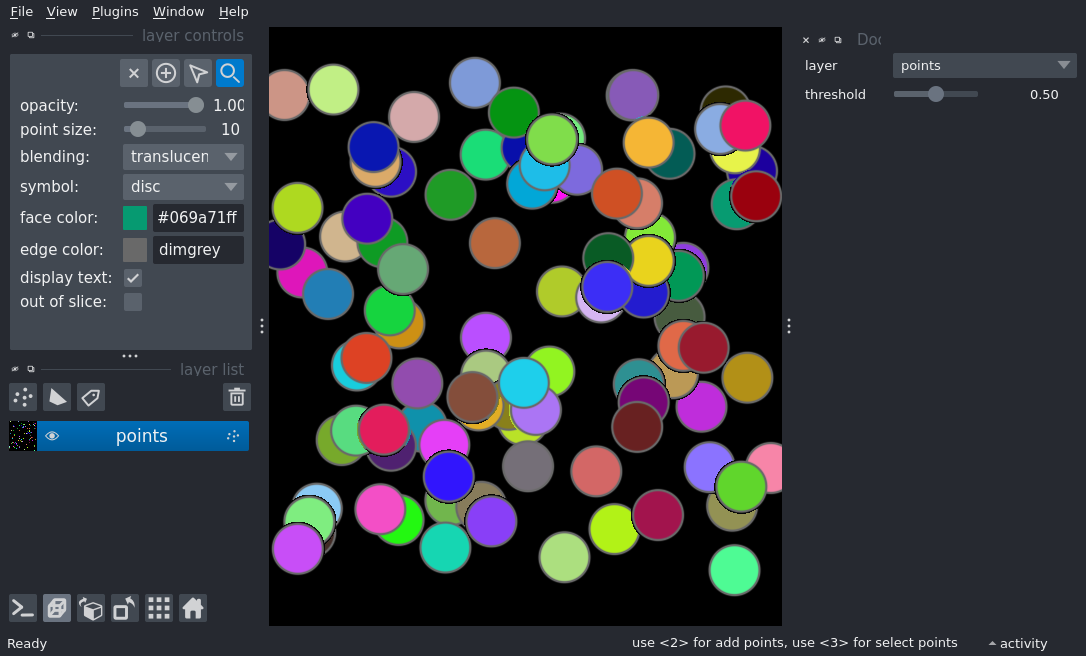 File View Plugins Window Help
layer controls
opacity: 1.00
point size: 10
blending: translucen
symbol: disc
face color: #069a71ff
edge color: dimgrey
display text:
out of slice:
layer list
points
Ready
Doc
layer points
threshold 0.50
use <2> for add points, use <3> for select points
activity